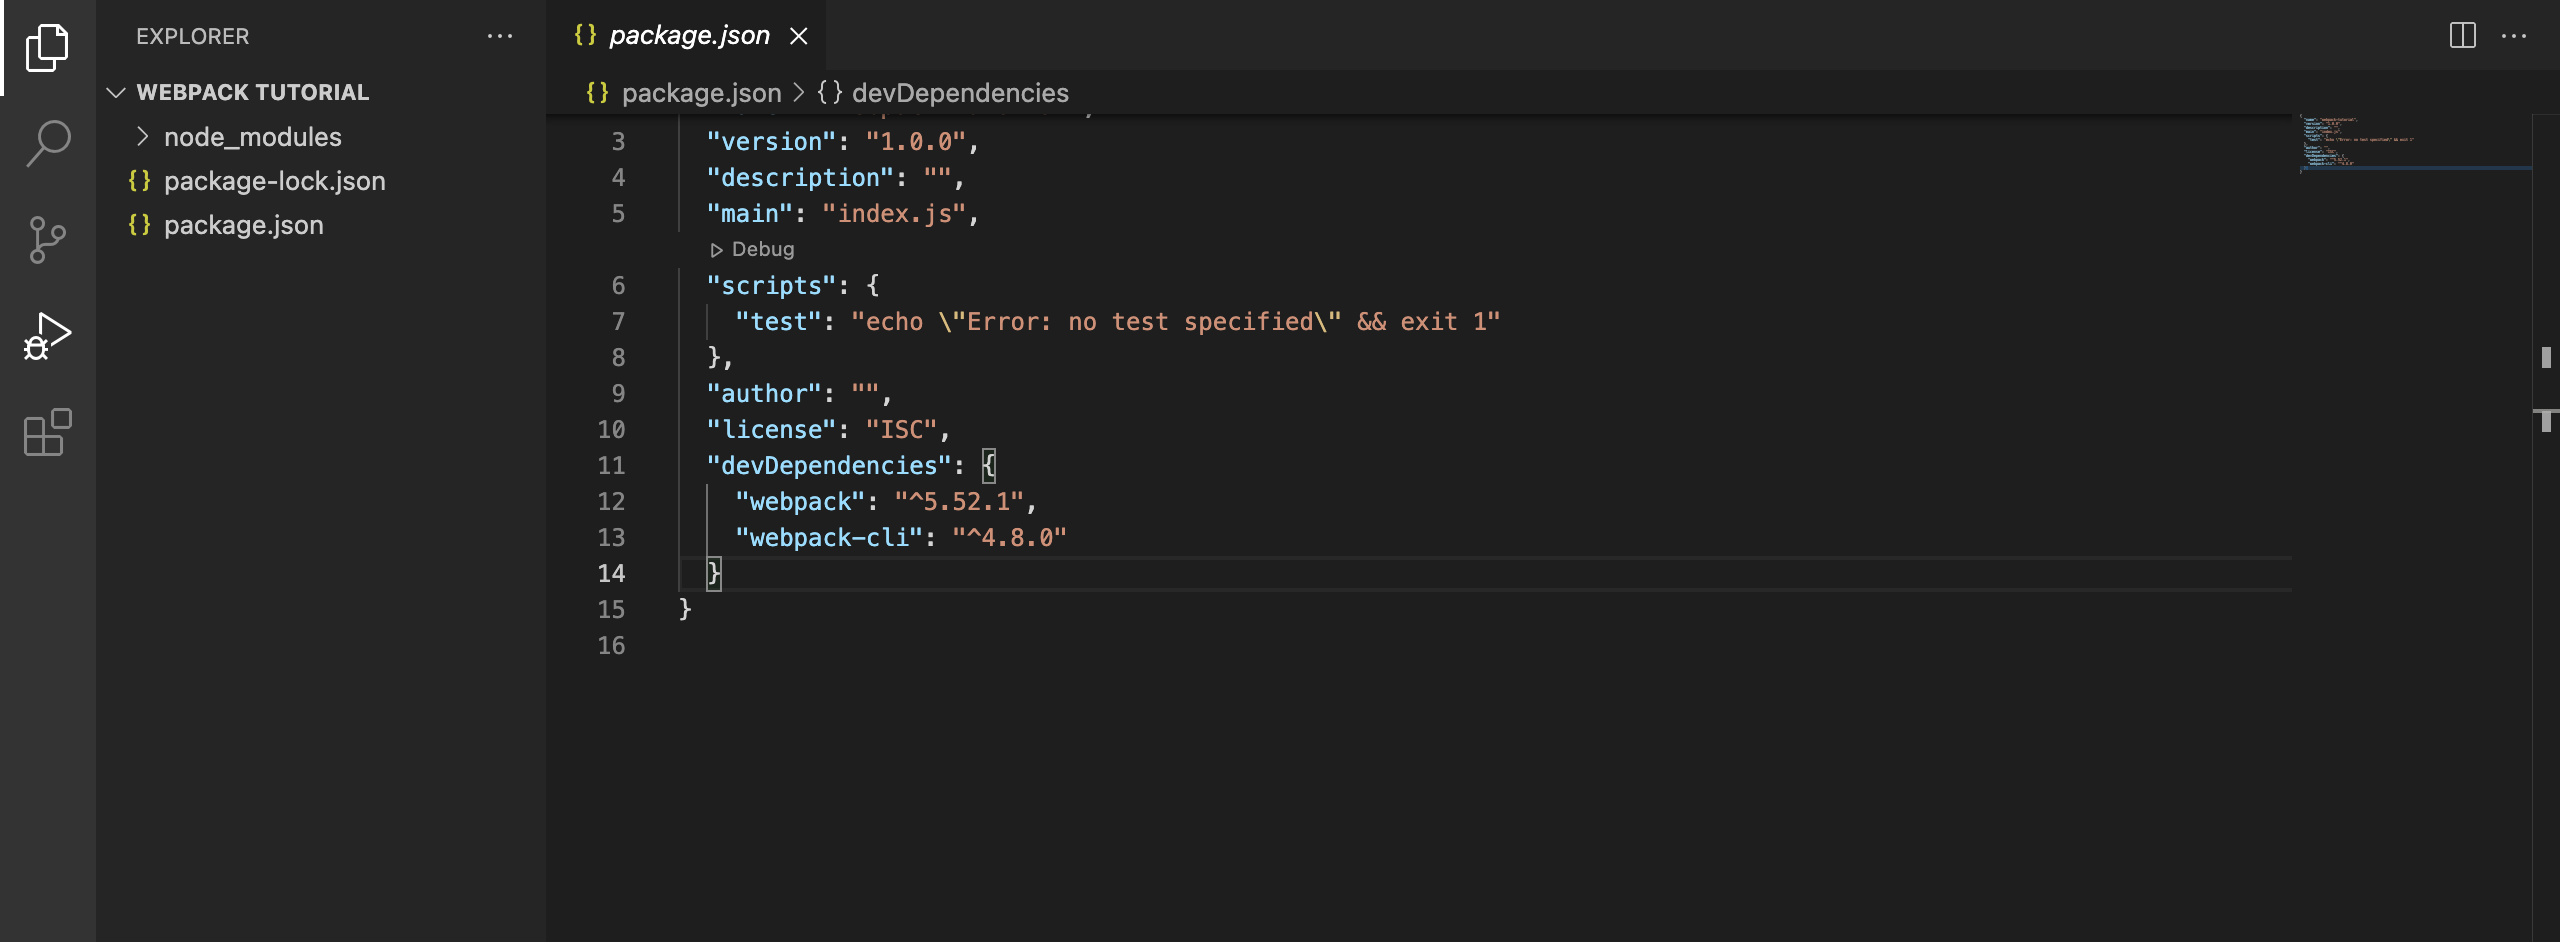 EXPLORER
WEBPACK TUTORIAL
node_modules
package-lock.json
package.json
package.json
package.json > {} devDependencies
3 "version": "1.0.0",
4 "description": "",
5 "main": "index.js",
Debug
6 "scripts": {
7 "test": "echo \"Error: no test specified\" && exit 1"
8 },
9 "author": "",
10 "license": "ISC",
11 "devDependencies": {
12 "webpack": "^5.52.1",
13 "webpack-cli": "^4.8.0"
14 }
15 }
16